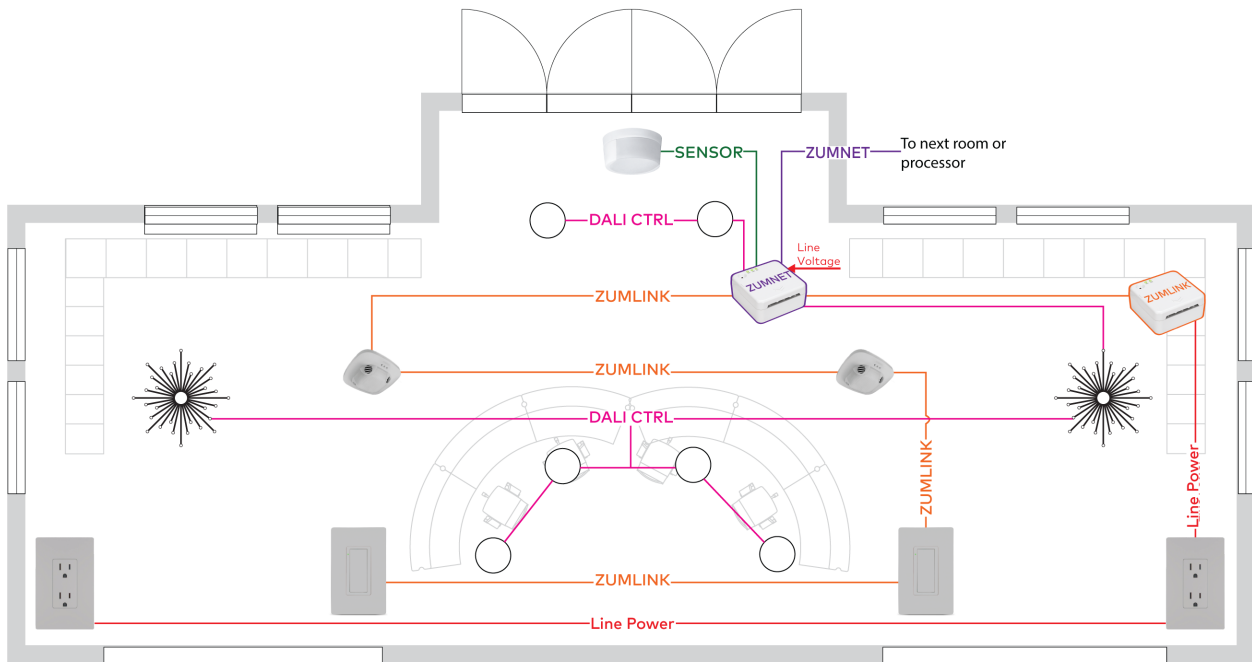 SENSOR
ZUMNET
To next room or
processor
DALI CTRL
Line
Voltage
ZUMNET
ZUMLINK
ZUMLINK
ZUMLINK
DALI CTRL
ZUMLINK
Line Power
ZUMLINK
Line Power